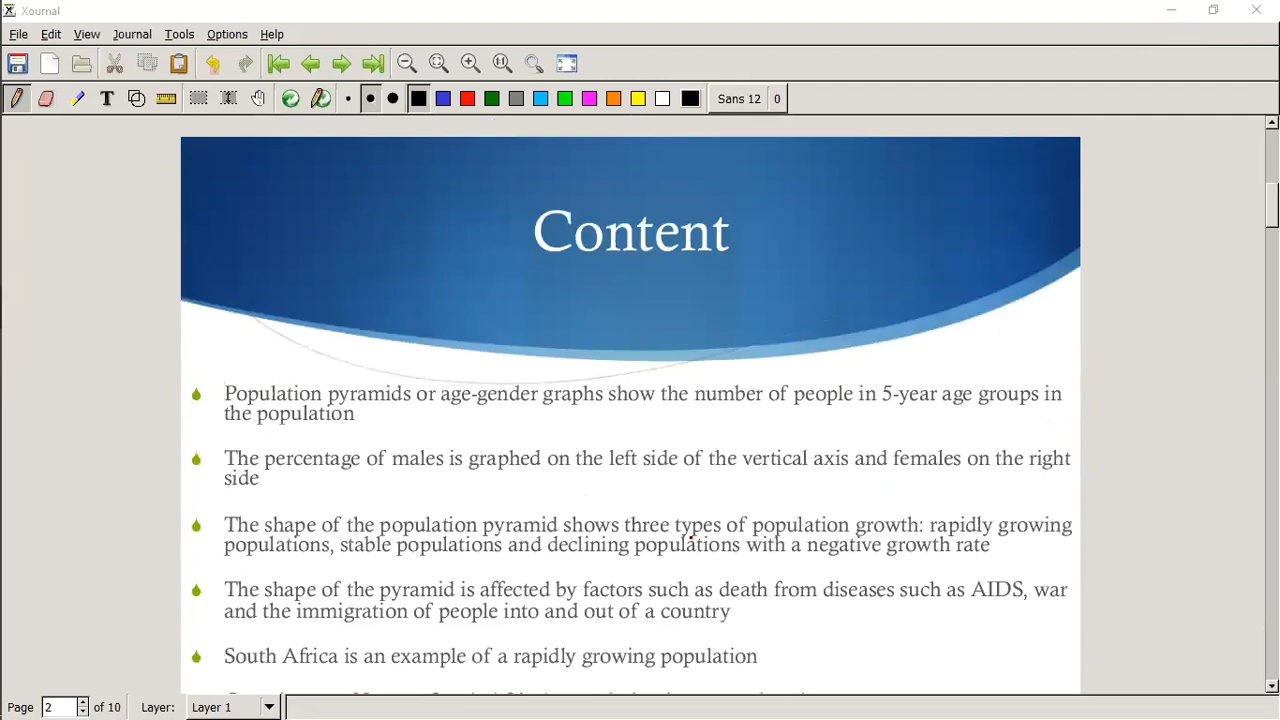 Xournal
File Edit View Journal Tools Options Help
Sans 12 0
Content
Population pyramids or age-gender graphs show the number of people in 5-year age groups in
the population
The percentage of males is graphed on the left side of the vertical axis and females on the right
side
The shape of the population pyramid shows three types of population growth: rapidly growing
populations, stable populations and declining populations with a negative growth rate
The shape of the pyramid is affected by factors such as death from diseases such as AIDS, war
and the immigration of people into and out of a country
South Africa is an example of a rapidly growing population
Page 2 of 10 Layer: Layer 1